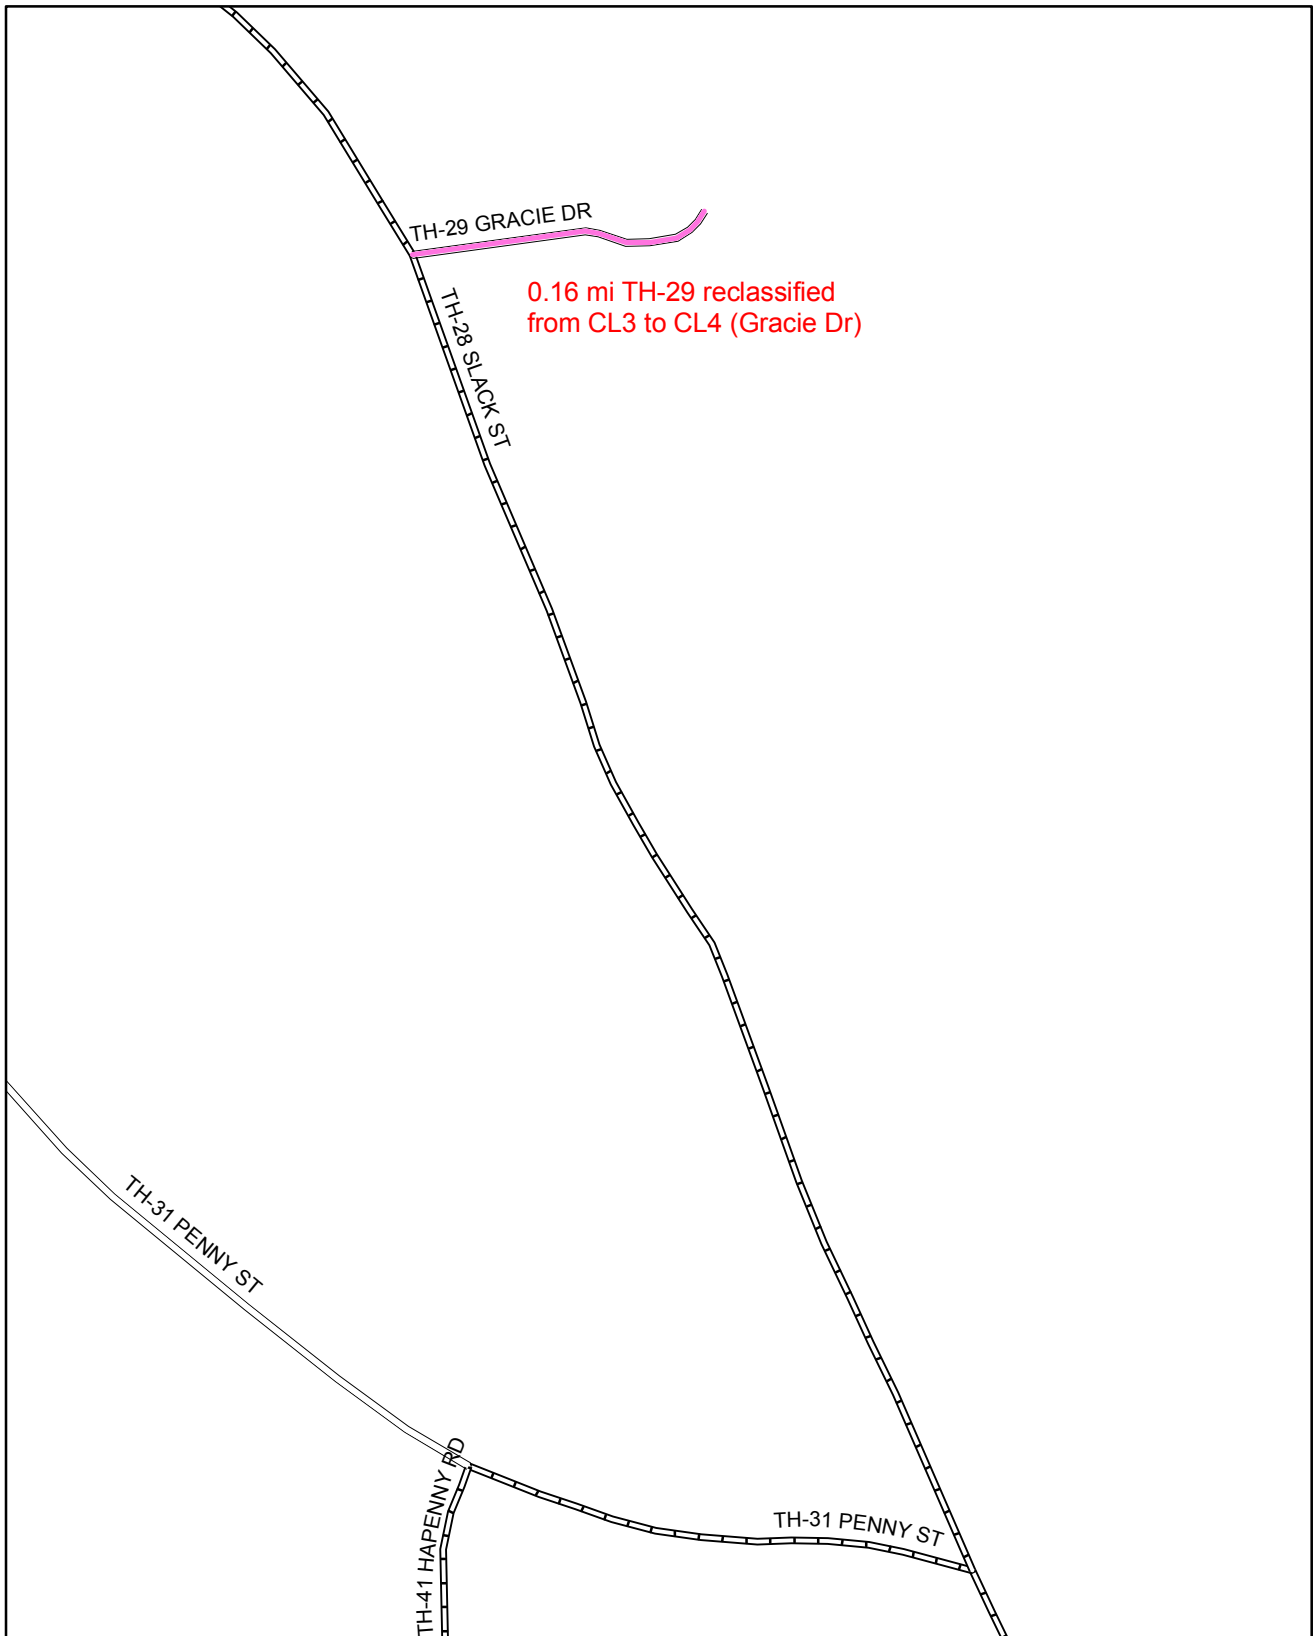 TH-29 GRACIE DR
0.16 mi TH-29 reclassified
from CL3 to CL4 (Gracie Dr)
TH-28 SLACK ST
TH-31 PENNY ST
TH-41 HAPENNY RD
TH-31 PENNY ST